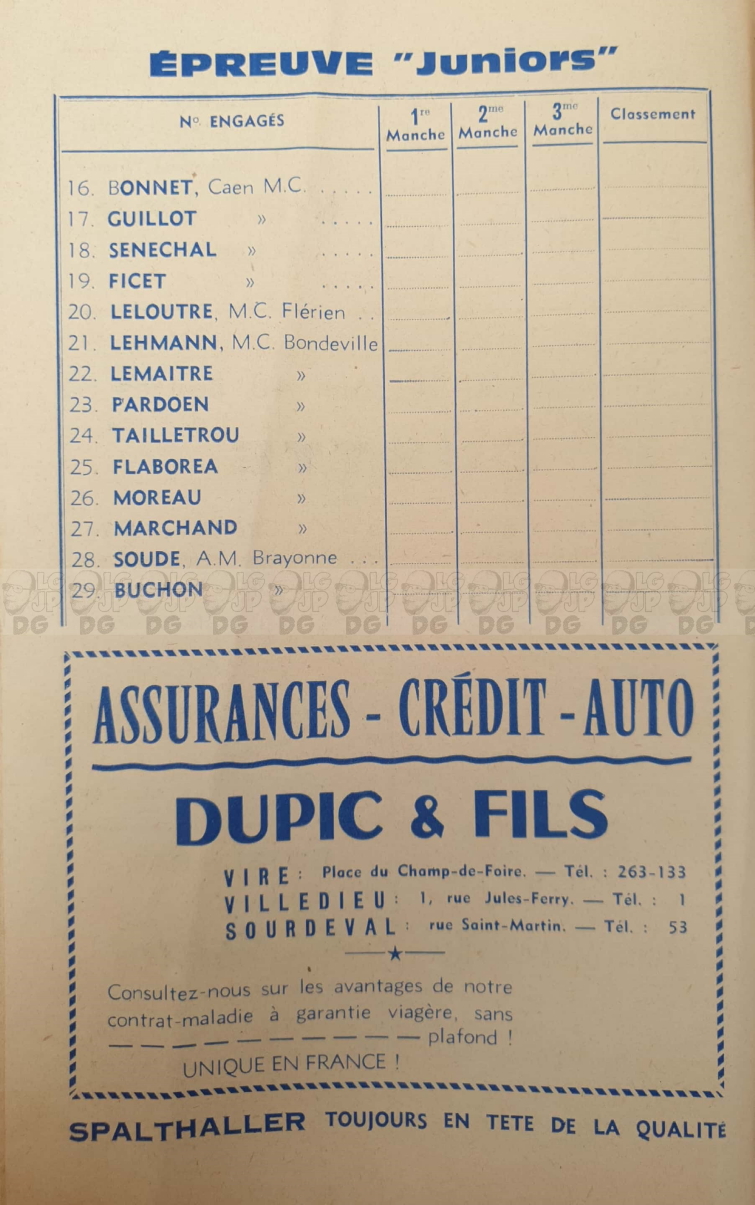 ÉPREUVE "Juniors"
Nº ENGAGÉS 1re Manche 2me Manche 3me Manche Classement
16. BONNET, Caen M.C. . . . . .
17. GUILLOT » . . . . .
18. SENECHAL » . . . . .
19. FICET » . . . . .
20. LELOUTRE, M.C. Flérien . .
21. LEHMANN, M.C. Bondeville
22. LEMAITRE »
23. PARDOEN »
24. TAILLETROU »
25. FLABOREA »
26. MOREAU »
27. MARCHAND »
28. SOUDE, A.M. Brayonne . . .
29. BUCHON »
LG JP DG
ASSURANCES - CRÉDIT - AUTO
DUPIC & FILS
VIRE : Place du Champ-de-Foire. — Tél. : 263-133
VILLEDIEU : 1, rue Jules-Ferry. — Tél. : 1
SOURDEVAL : rue Saint-Martin. — Tél. : 53
Consultez-nous sur les avantages de notre
contrat-maladie à garantie viagère, sans
— — — — — — — — — — plafond !
UNIQUE EN FRANCE !
SPALTHALLER TOUJOURS EN TETE DE LA QUALITÉ